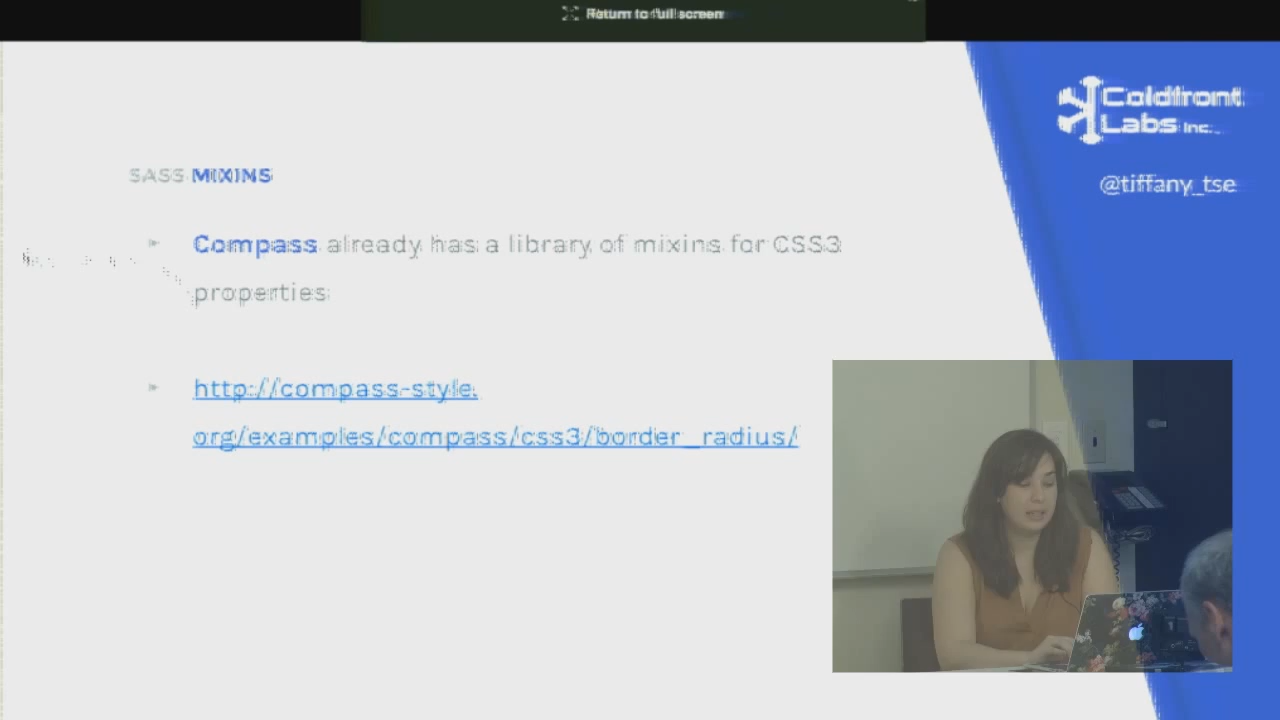 Return to full screen
Coldfront
Labs Inc.
@tiffany_tse
SASS MIXINS
Compass already has a library of mixins for CSS3
properties
http://compass-style.
org/examples/compass/css3/border_radius/